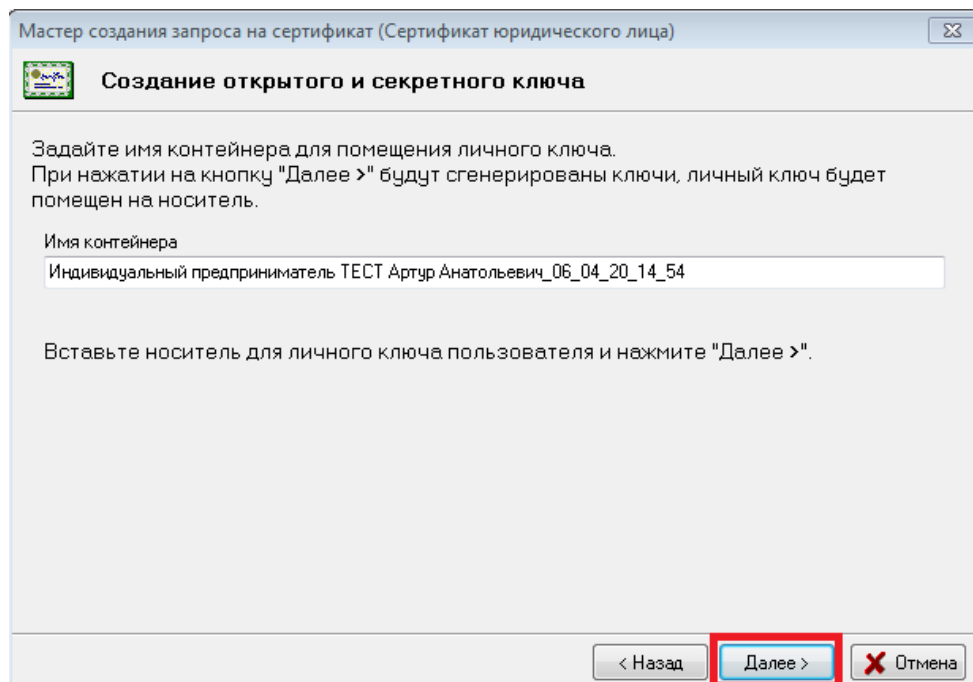 Мастер создания запроса на сертификат (Сертификат юридического лица)
Создание открытого и секретного ключа
Задайте имя контейнера для помещения личного ключа.
При нажатии на кнопку "Далее >" будут сгенерированы ключи, личный ключ будет
помещен на носитель.
Имя контейнера
Индивидуальный предприниматель ТЕСТ Артур Анатольевич_06_04_20_14_54
Вставьте носитель для личного ключа пользователя и нажмите "Далее >".
< Назад
Далее >
Отмена